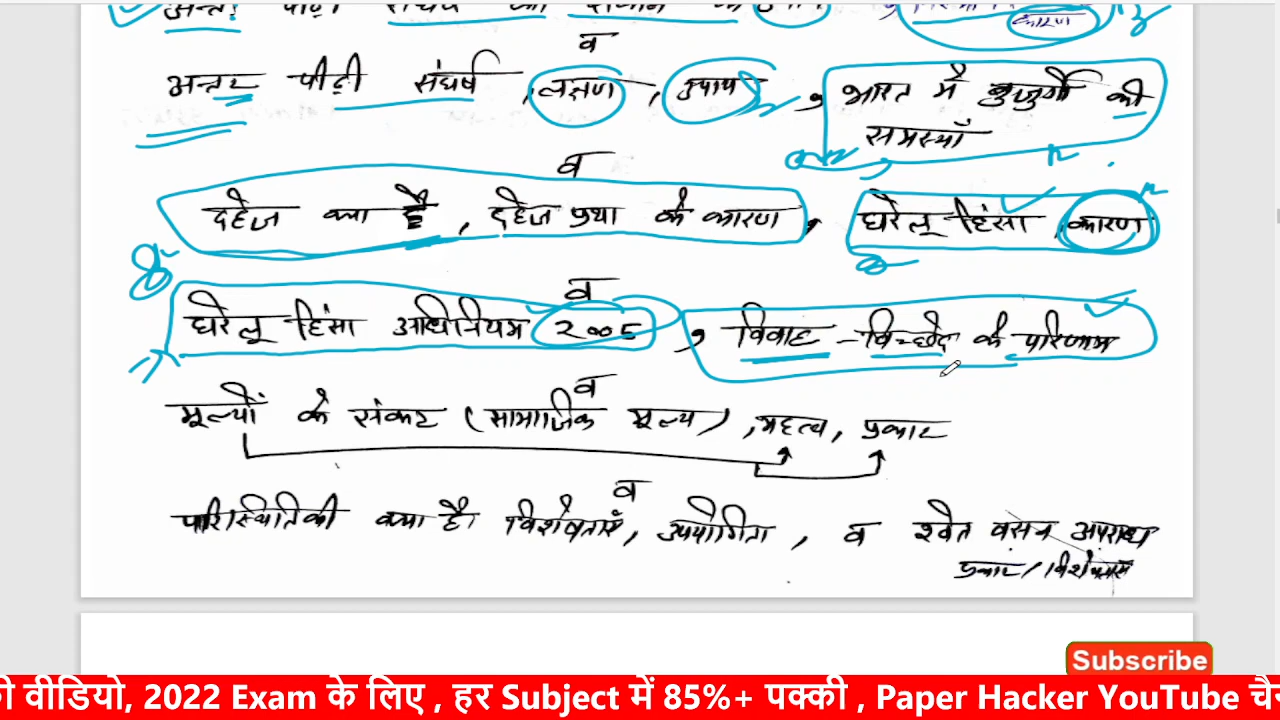 व
अन्तर पीढ़ी संघर्ष, लक्षण, उपाय, भारत में बुजुर्गों की
समस्याँ
व
दहेज क्या है, दहेज प्रथा के कारण, घरेलू हिंसा, कारण
व
घरेलू हिंसा अधिनियम 2005, विवाह-विच्छेद के परिणाम
व
मूल्यों के संकट (सामाजिक मूल्य), महत्व, प्रकार
व
पारिस्थितिकी क्या है। विशेषताएँ, उपयोगिता, व श्वेत वसन अपराध
प्रकार/विशेषताएँ
Subscribe
वीडियो, 2022 Exam के लिए , हर Subject में 85%+ पक्की , Paper Hacker YouTube